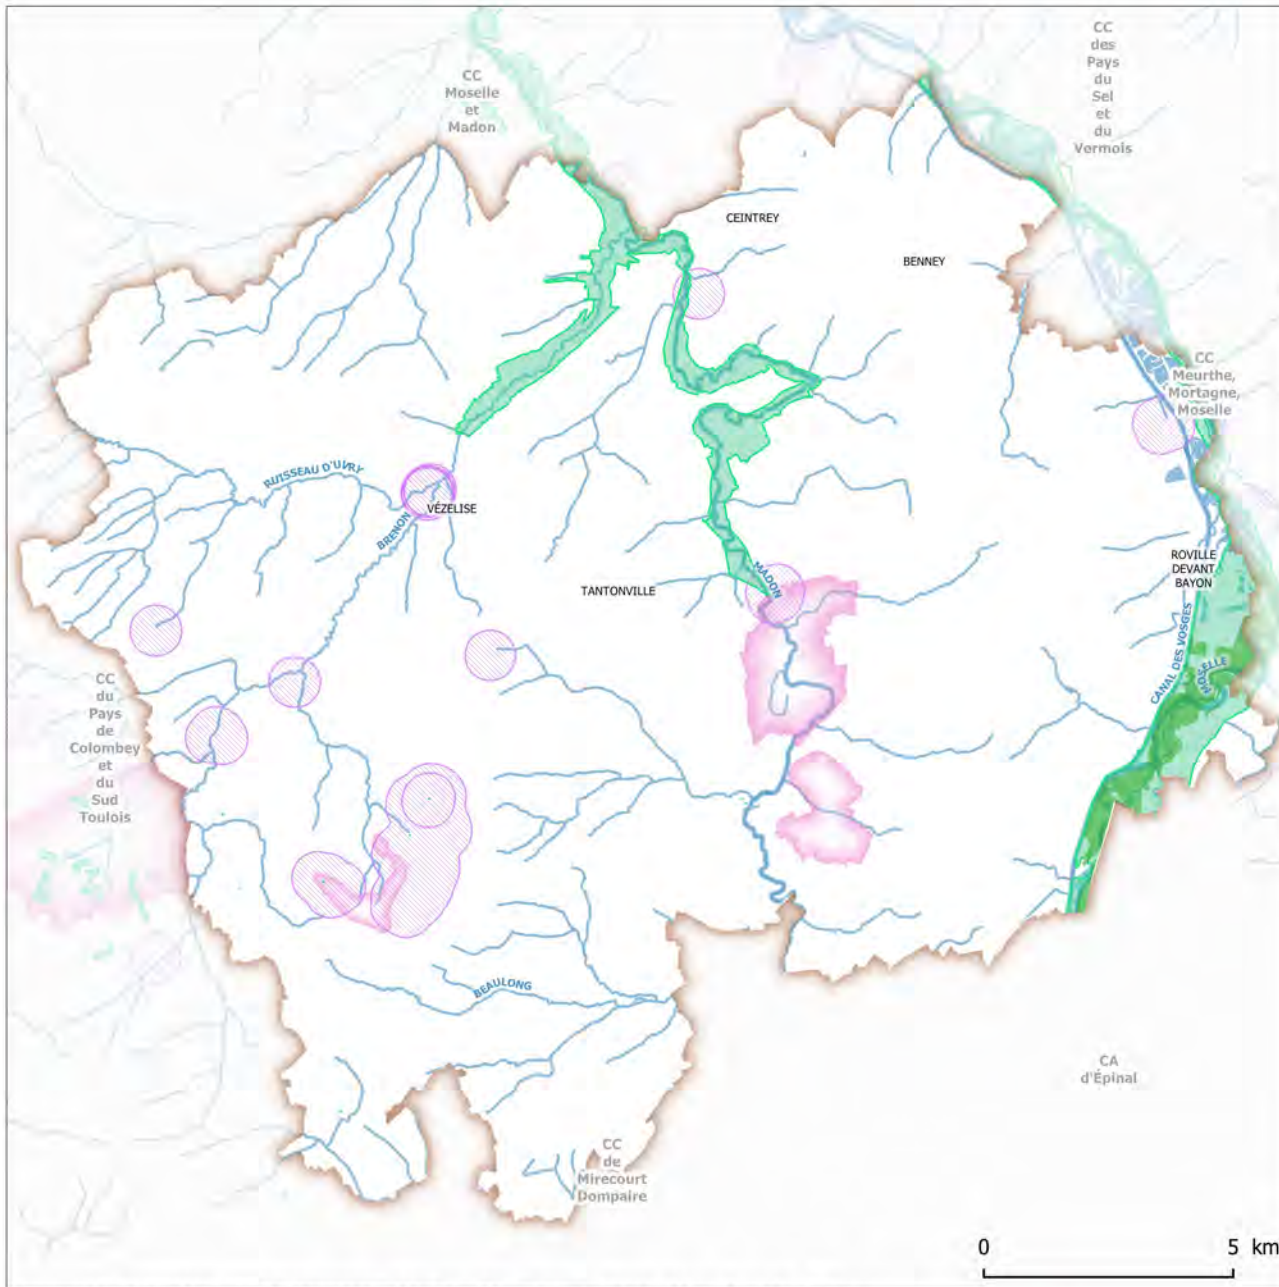 CC
des
Pays
du
Sel
et
du
Vermois
CC
Moselle
et
Madon
CEINTREY
BENNEY
CC
Meurthe,
Mortagne,
Moselle
RUISSEAU D'UVRY
VÉZELISE
BRENON
ROVILLE
DEVANT
BAYON
MADON
TANTONVILLE
CANAL DES VOSGES
MOSELLE
CC
du
Pays
de
Colombey
et
du
Sud
Toulois
BEAULONG
CA
d'Épinal
CC
de
Mirecourt
Dompaire
0 5 km